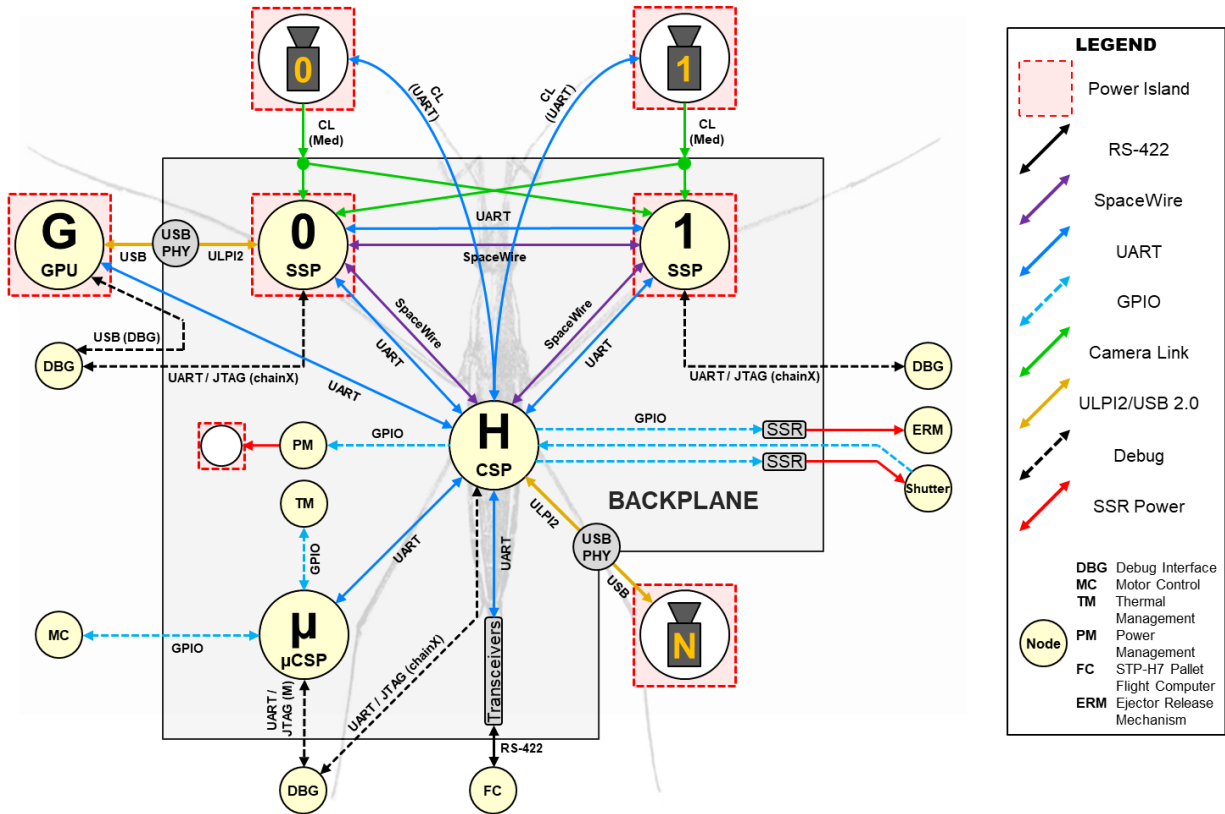 0
1
CL
(UART)
CL
(UART)
CL
(Med)
CL
(Med)
G
GPU
USB
PHY
USB
ULPI2
0
SSP
UART
SpaceWire
1
SSP
SpaceWire
UART
SpaceWire
UART
USB (DBG)
DBG
UART / JTAG (chainX)
UART
UART / JTAG (chainX)
DBG
H
CSP
GPIO
PM
GPIO
SSR
ERM
SSR
Shutter
BACKPLANE
TM
GPIO
UART
UART
ULPI2
USB
PHY
USB
N
MC
GPIO
µ
µCSP
UART /
JTAG (M)
UART / JTAG (chainX)
Transceivers
RS-422
DBG
FC
LEGEND
Power Island
RS-422
SpaceWire
UART
GPIO
Camera Link
ULPI2/USB 2.0
Debug
SSR Power
Node
DBG Debug Interface
MC Motor Control
TM Thermal
Management
PM Power
Management
FC STP-H7 Pallet
Flight Computer
ERM Ejector Release
Mechanism